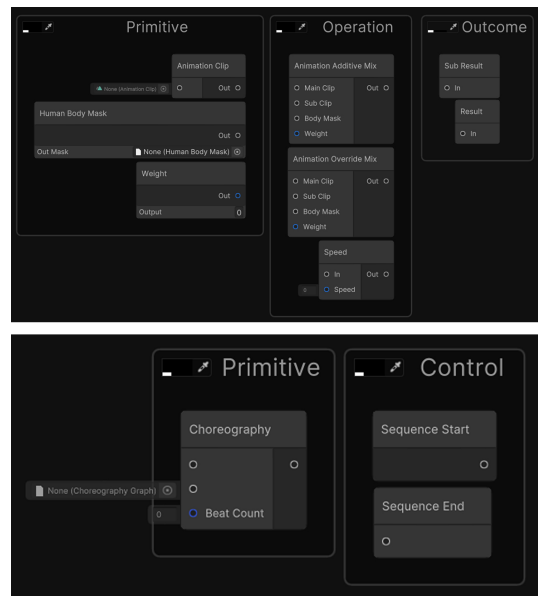 Primitive
Animation Clip
None (Animation Clip)
Out
Human Body Mask
Out
Out Mask None (Human Body Mask)
Weight
Out
Output 0
Operation
Animation Additive Mix
Main Clip Out
Sub Clip
Body Mask
Weight
Animation Override Mix
Main Clip Out
Sub Clip
Body Mask
Weight
Speed
In Out
0 Speed
Outcome
Sub Result
In
Result
In
Primitive
Choreography
None (Choreography Graph)
0 Beat Count
Control
Sequence Start
Sequence End